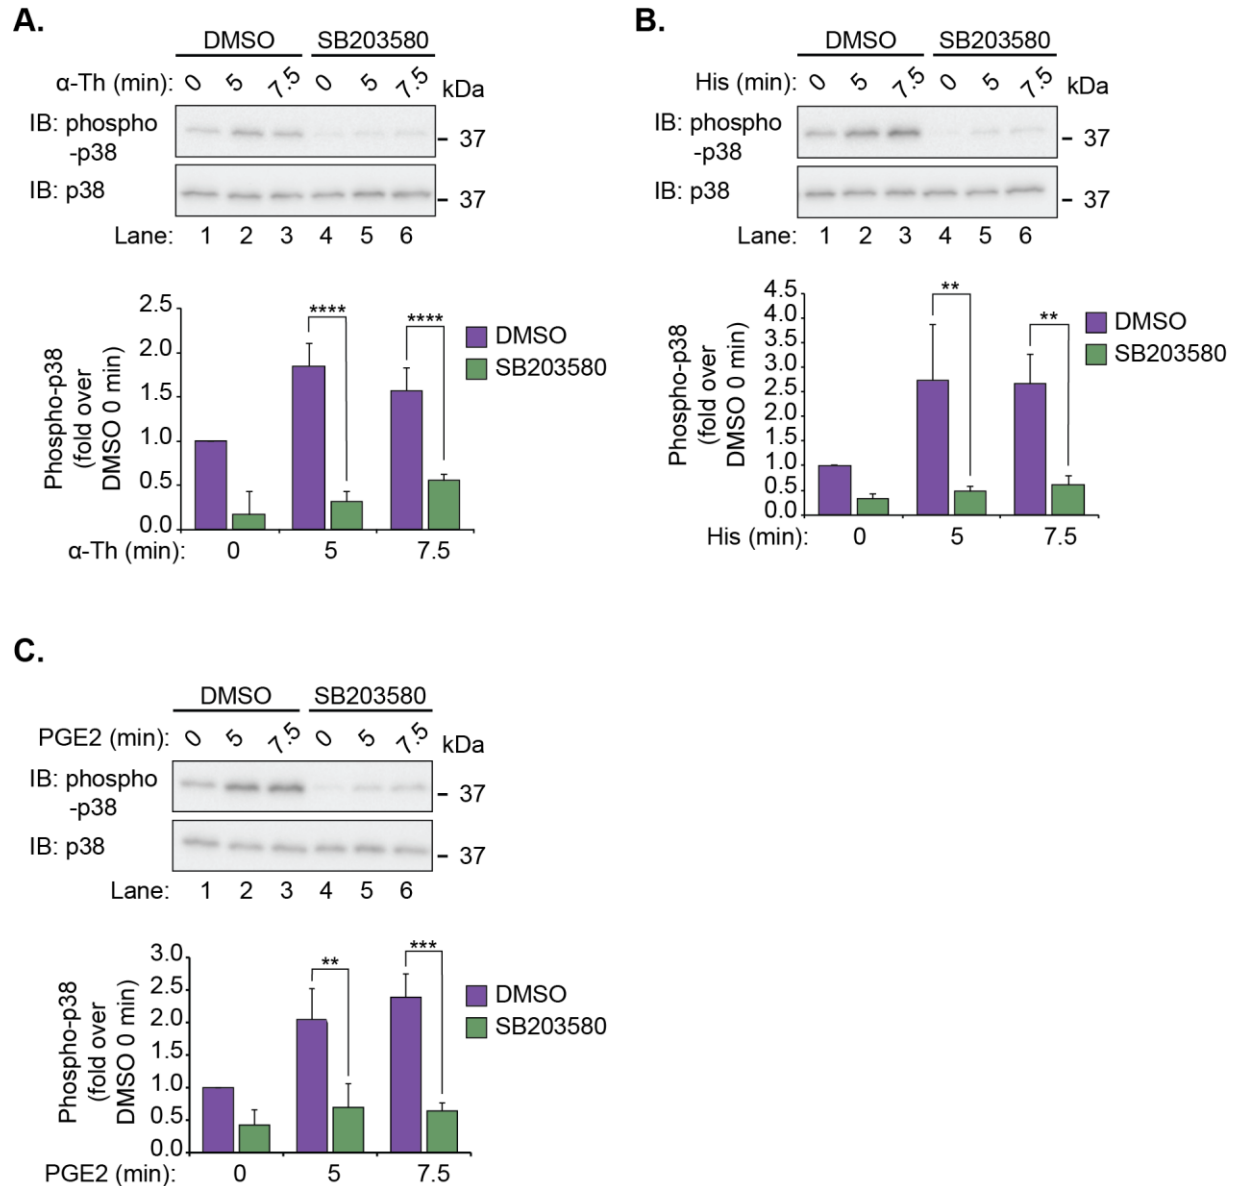 A.
DMSO SB203580
α-Th (min): 0 5 7.5 0 5 7.5 kDa
IB: phospho
-p38
- 37
IB: p38
- 37
Lane: 1 2 3 4 5 6
Phospho-p38
(fold over
DMSO 0 min)
2.5
2.0
1.5
1.0
0.5
0.0
**** ****
DMSO
SB203580
α-Th (min): 0 5 7.5
B.
DMSO SB203580
His (min): 0 5 7.5 0 5 7.5 kDa
IB: phospho
-p38
- 37
IB: p38
- 37
Lane: 1 2 3 4 5 6
Phospho-p38
(fold over
DMSO 0 min)
4.5
4.0
3.5
3.0
2.5
2.0
1.5
1.0
0.5
0.0
** **
DMSO
SB203580
His (min): 0 5 7.5
C.
DMSO SB203580
PGE2 (min): 0 5 7.5 0 5 7.5 kDa
IB: phospho
-p38
- 37
IB: p38
- 37
Lane: 1 2 3 4 5 6
Phospho-p38
(fold over
DMSO 0 min)
3.0
2.5
2.0
1.5
1.0
0.5
0.0
** ***
DMSO
SB203580
PGE2 (min): 0 5 7.5